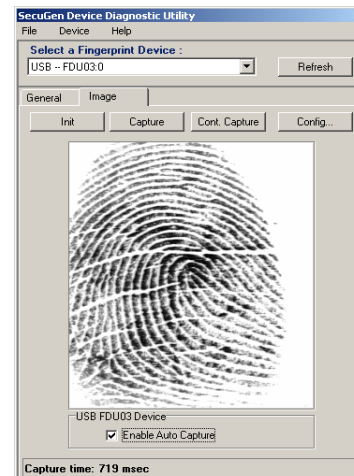 SecuGen Device Diagnostic Utility
File Device Help
Select a Fingerprint Device :
USB -- FDU03:0 Refresh
General Image
Init Capture Cont. Capture Config...
USB FDU03 Device
Enable Auto Capture
Capture time: 719 msec